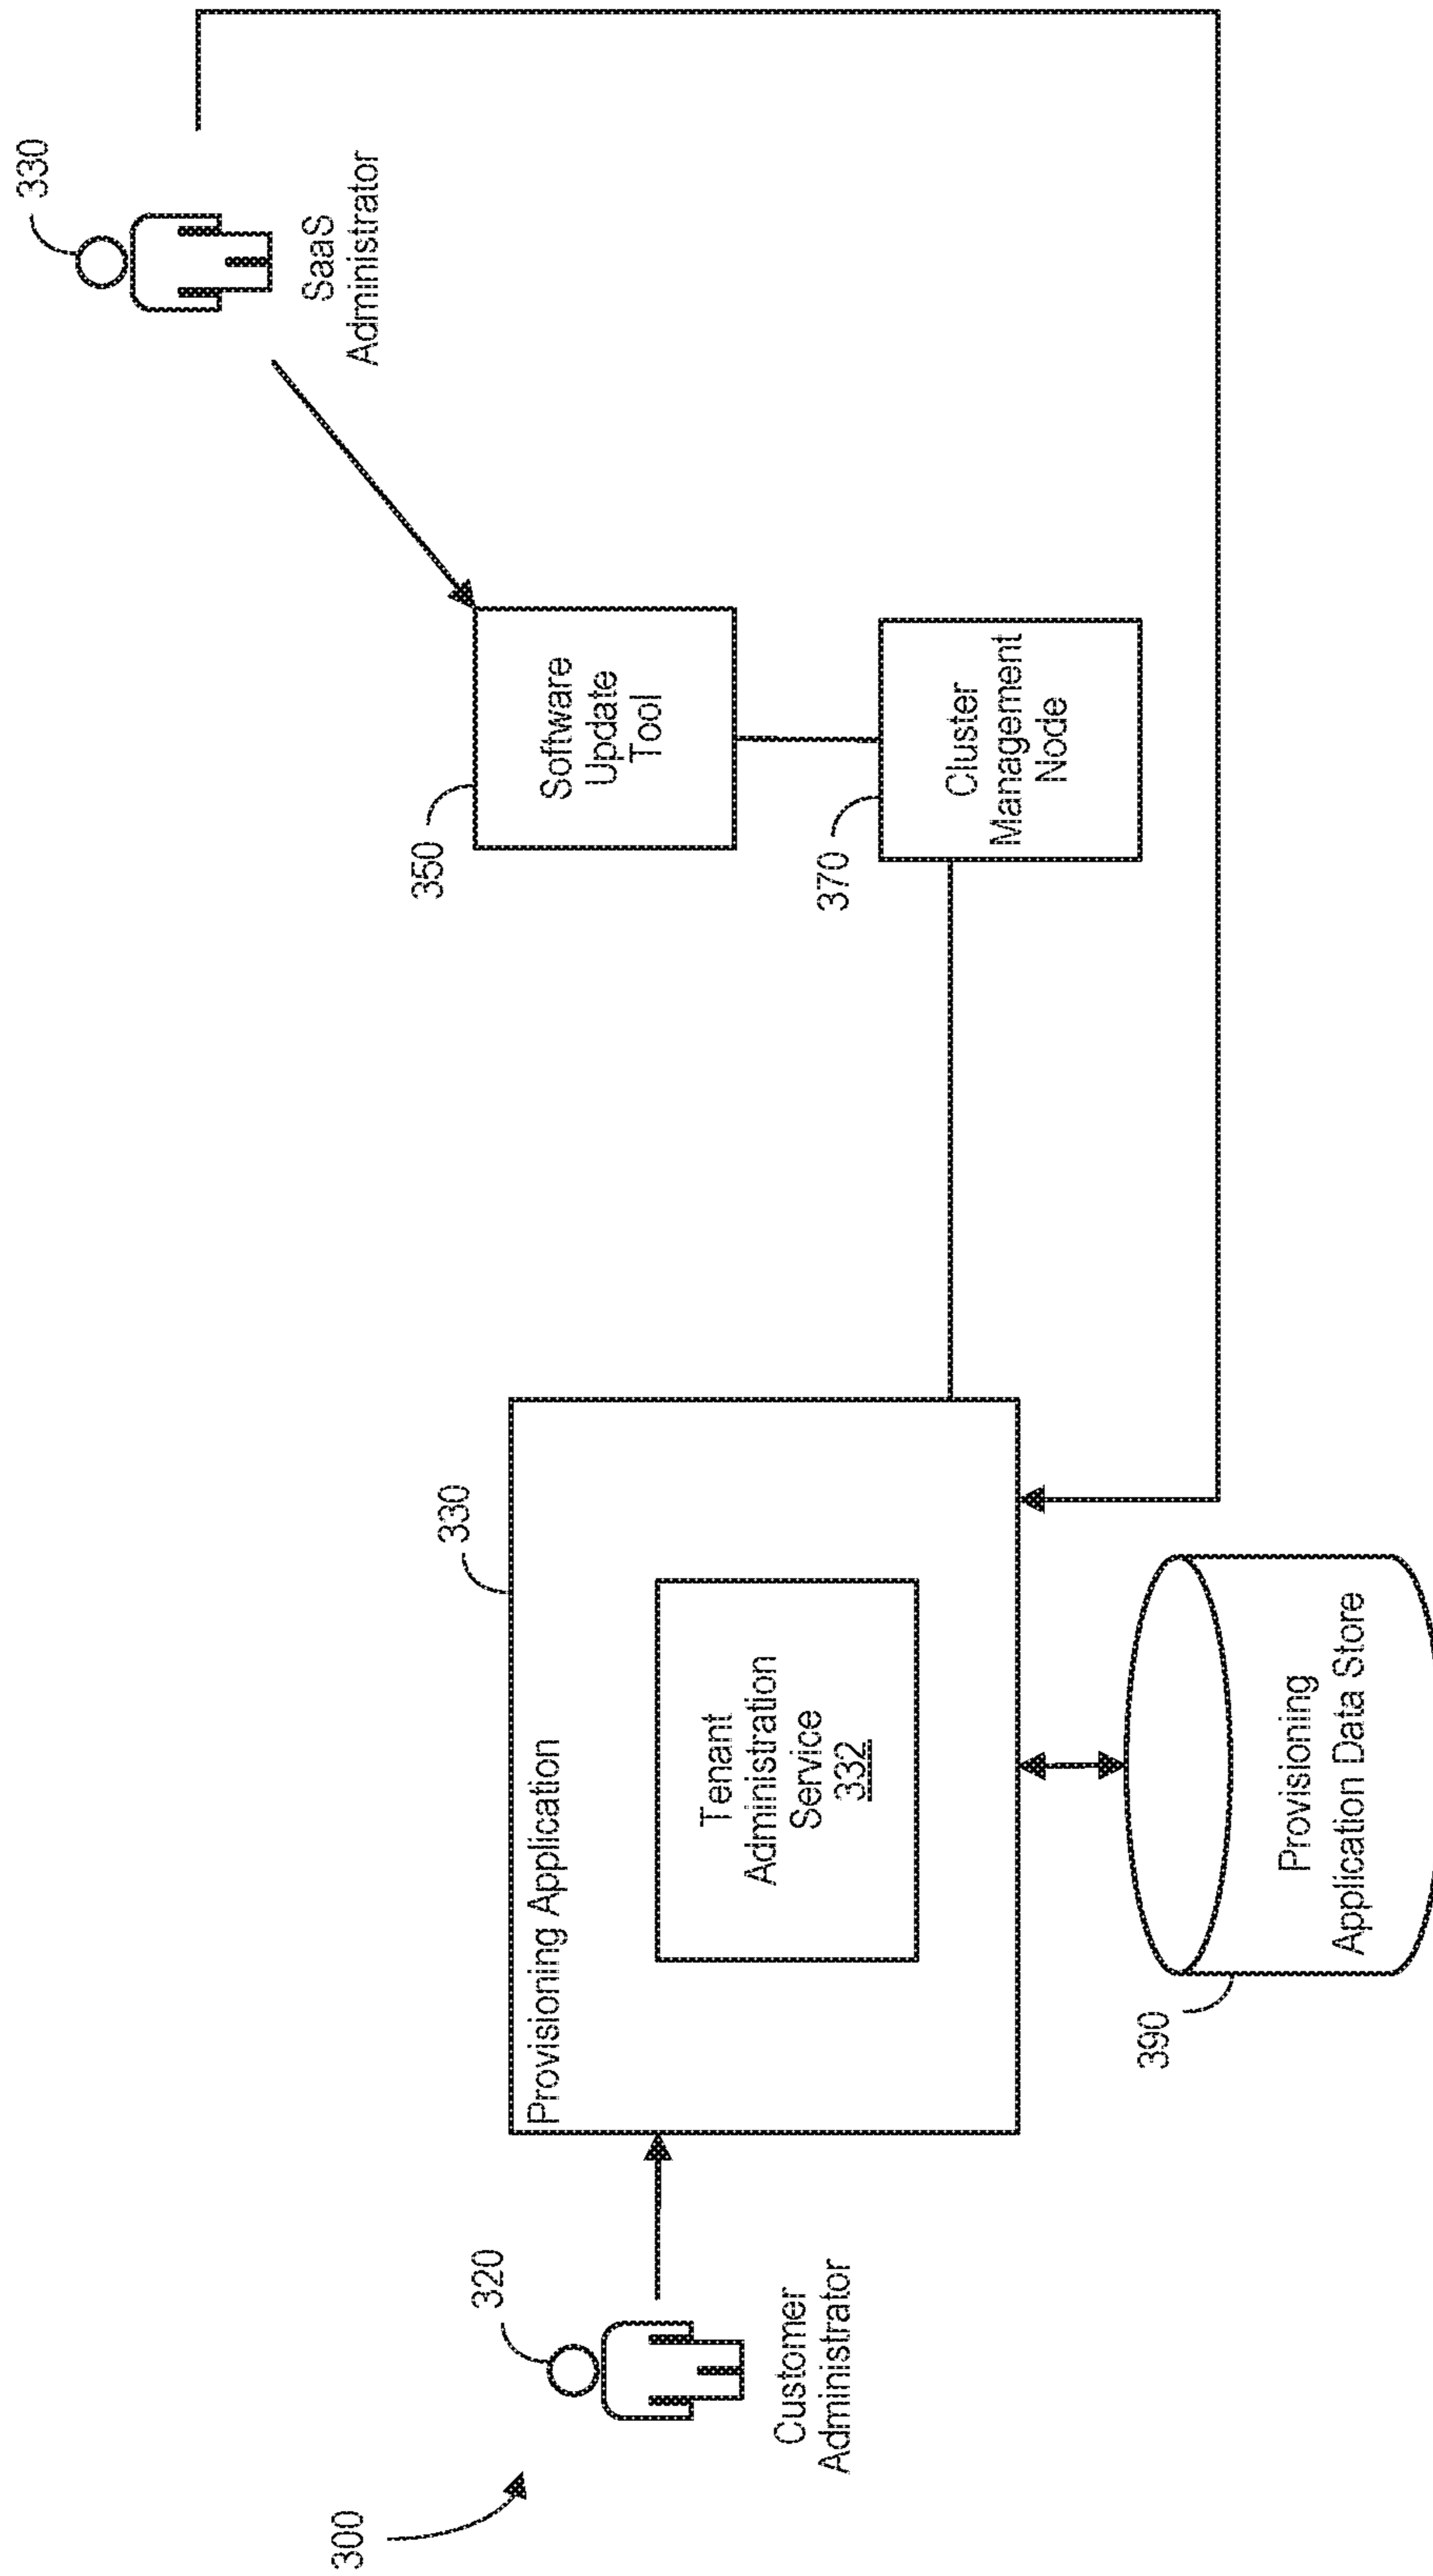 300
320
Customer
Administrator
330
Provisioning Application
Tenant
Administration
Service
332
390
Provisioning
Application Data Store
350
Software
Update
Tool
370
Cluster
Management
Node
330
SaaS
Administrator